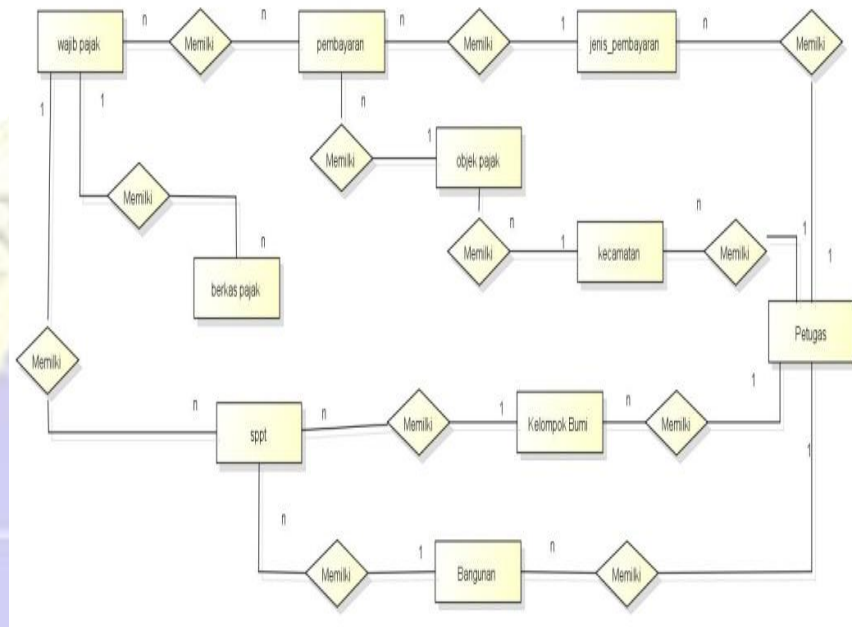 wajib pajak
n
Memilki
n
pembayaran
n
Memilki
1
jenis_pembayaran
n
Memilki
1
1
n
Memilki
1
objek pajak
Memilki
n
berkas pajak
Memilki
n
1
kecamatan
n
Memilki
1
1
Petugas
Memilki
n
sppt
n
Memilki
1
Kelompok Bumi
n
Memilki
1
n
Memilki
1
Bangunan
n
Memilki
1